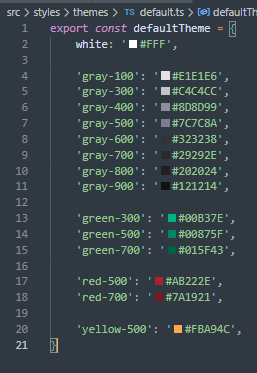 src > styles > themes > TS default.ts > defaultTh
1 export const defaultTheme = {
2 white: '#FFF',
3
4 'gray-100': '#E1E1E6',
5 'gray-300': '#C4C4CC',
6 'gray-400': '#8D8D99',
7 'gray-500': '#7C7C8A',
8 'gray-600': '#323238',
9 'gray-700': '#29292E',
10 'gray-800': '#202024',
11 'gray-900': '#121214',
12
13 'green-300': '#00B37E',
14 'green-500': '#00875F',
15 'green-700': '#015F43',
16
17 'red-500': '#AB222E',
18 'red-700': '#7A1921',
19
20 'yellow-500': '#FBA94C',
21 }